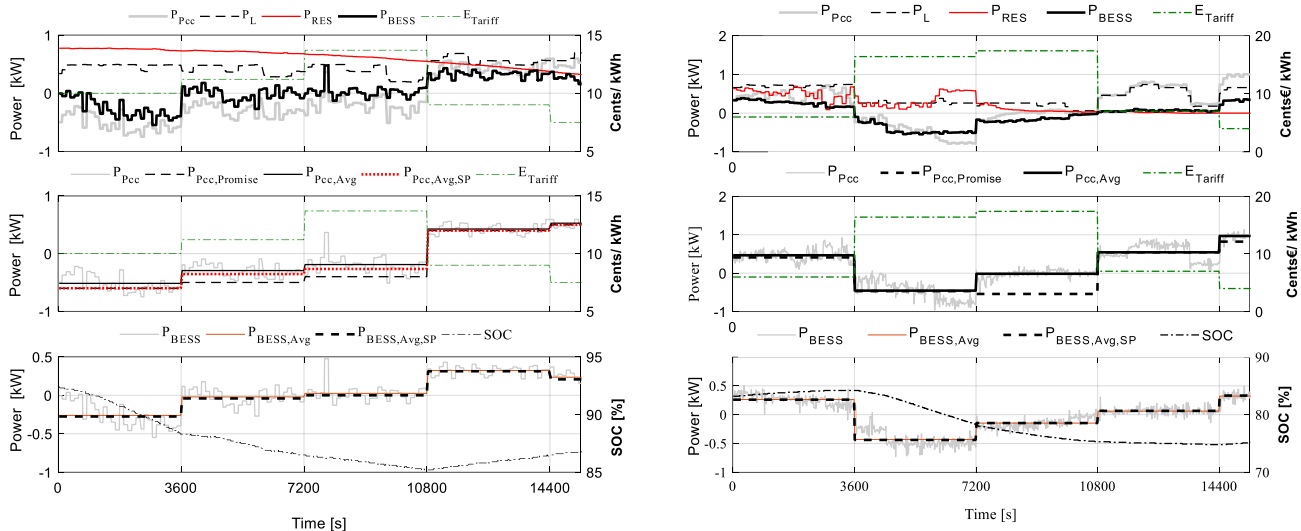 P_Pcc P_L P_RES P_BESS E_Tariff
1
0
-1
Power [kW]
15
10
5
Cents/ kWh
P_Pcc P_Pcc,Promise P_Pcc,Avg P_Pcc,Avg,SP E_Tariff
1
0
-1
Power [kW]
15
10
5
Cents/ kWh
P_BESS P_BESS,Avg P_BESS,Avg,SP SOC
0.5
0
-0.5
-1
Power [kW]
95
90
85
SOC [%]
0 3600 7200 10800 14400
Time [s]
P_Pcc P_L P_RES P_BESS E_Tariff
2
1
0
-1
Power [kW]
20
10
0
Cents€/ kWh
0
P_Pcc P_Pcc,Promise P_Pcc,Avg E_Tariff
2
1
0
-1
Power [kW]
20
10
0
Cents€/ kWh
0
P_BESS P_BESS,Avg P_BESS,Avg,SP SOC
0.5
0
-0.5
-1
Power [kW]
90
80
70
SOC [%]
0 3600 7200 10800 14400
Time [s]